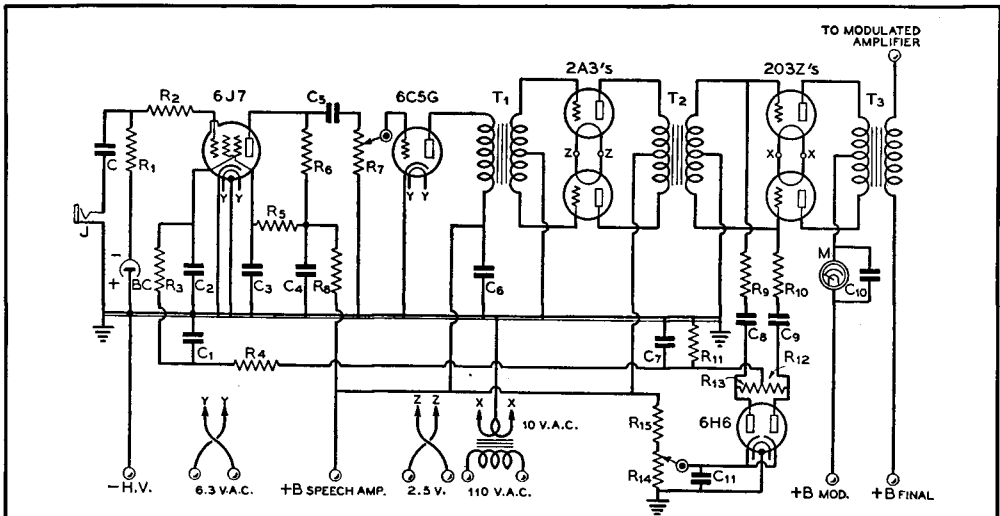 TO MODULATED
AMPLIFIER
2A3's
203Z's
6J7
6C5G
R2
C5
T1
T2
T3
C
R1
R6
R7
Z Z
X X
Y Y
Y Y
R5
M
J
- + BC
R3
C2
C3
C4
R8
C6
R9
R10
C10
C1
R4
C7
R11
C8
C9
R12
R13
Y Y
Z Z
X X
10 V.A.C.
6H6
R15
R14
C11
-H.V.
6.3 V.A.C.
+B SPEECH AMP.
2.5 V.
110 V.A.C.
+B MOD.
+B FINAL